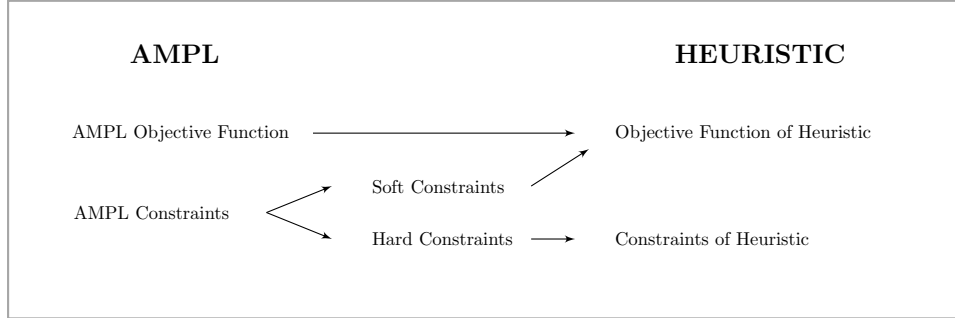 AMPL
HEURISTIC
AMPL Objective Function
Objective Function of Heuristic
Soft Constraints
AMPL Constraints
Hard Constraints
Constraints of Heuristic